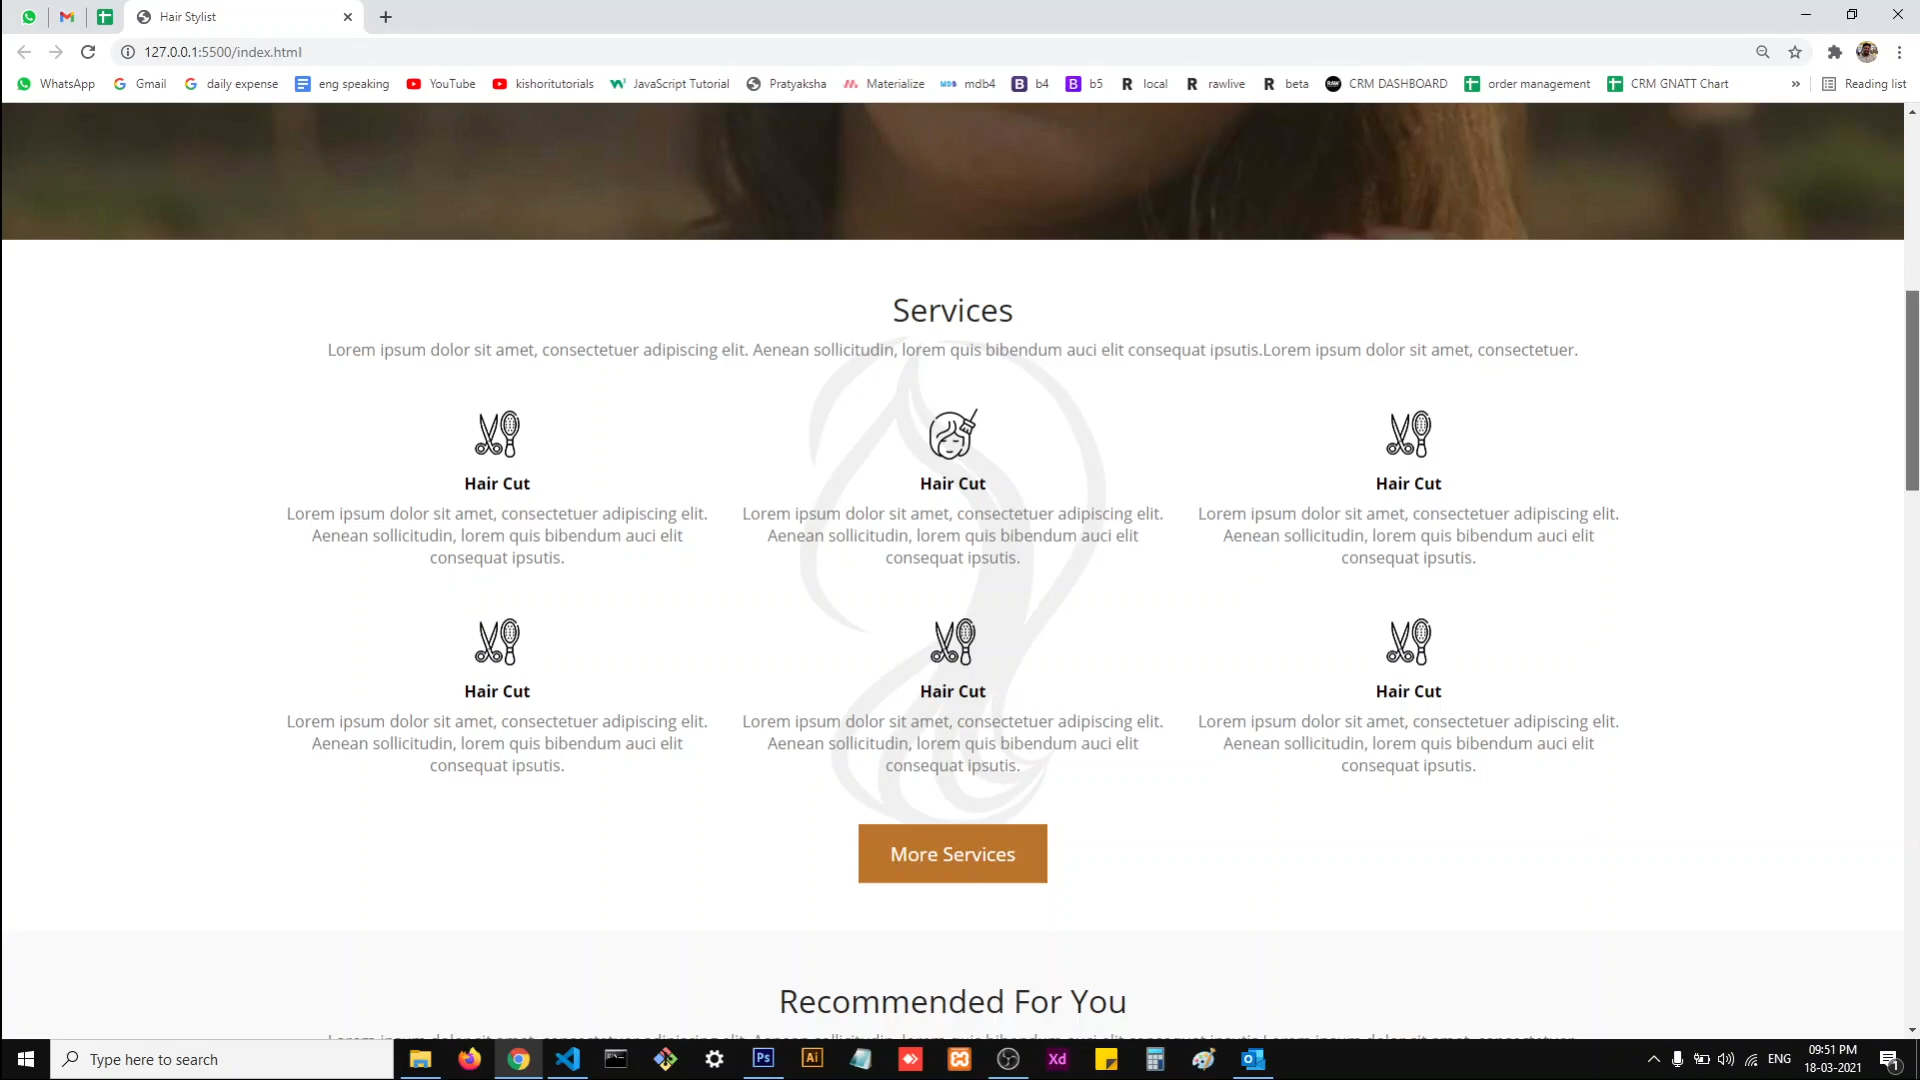 Hair Stylist
127.0.0.1:5500/index.html
WhatsApp Gmail daily expense eng speaking YouTube kishoritutorials JavaScript Tutorial Pratyaksha Materialize mdb4 b4 b5 local rawlive beta CRM DASHBOARD order management CRM GNATT Chart » Reading list
Services
Lorem ipsum dolor sit amet, consectetuer adipiscing elit. Aenean sollicitudin, lorem quis bibendum auci elit consequat ipsutis.Lorem ipsum dolor sit amet, consectetuer.
Hair Cut
Lorem ipsum dolor sit amet, consectetuer adipiscing elit.
Aenean sollicitudin, lorem quis bibendum auci elit
consequat ipsutis.
Hair Cut
Lorem ipsum dolor sit amet, consectetuer adipiscing elit.
Aenean sollicitudin, lorem quis bibendum auci elit
consequat ipsutis.
Hair Cut
Lorem ipsum dolor sit amet, consectetuer adipiscing elit.
Aenean sollicitudin, lorem quis bibendum auci elit
consequat ipsutis.
Hair Cut
Lorem ipsum dolor sit amet, consectetuer adipiscing elit.
Aenean sollicitudin, lorem quis bibendum auci elit
consequat ipsutis.
Hair Cut
Lorem ipsum dolor sit amet, consectetuer adipiscing elit.
Aenean sollicitudin, lorem quis bibendum auci elit
consequat ipsutis.
Hair Cut
Lorem ipsum dolor sit amet, consectetuer adipiscing elit.
Aenean sollicitudin, lorem quis bibendum auci elit
consequat ipsutis.
More Services
Recommended For You
Type here to search
Ps Ai Xd
ENG
09:51 PM
18-03-2021
1